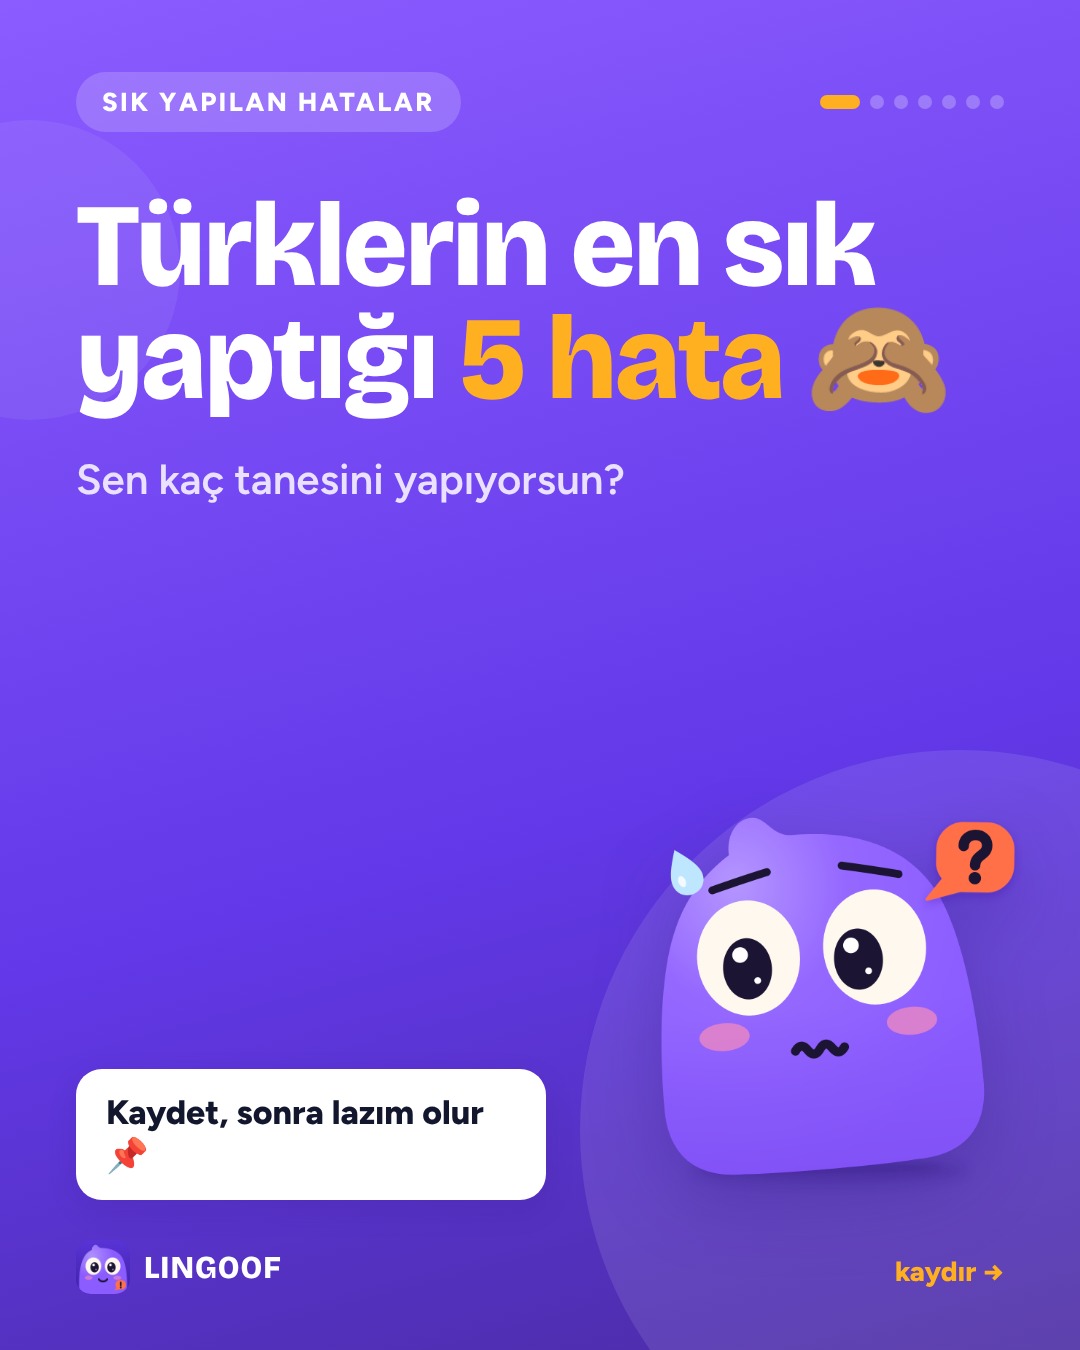 SIK YAPILAN HATALAR
Türklerin en sık
yaptığı 5 hata 🙈
Sen kaç tanesini yapıyorsun?
?
Kaydet, sonra lazım olur
📌
LINGOOF
kaydır →